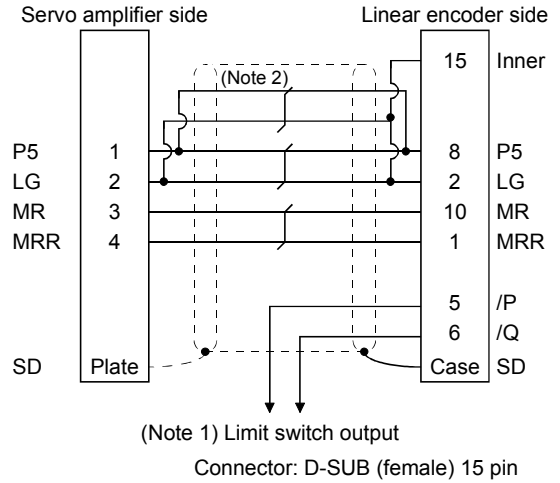 Servo amplifier side Linear encoder side
15 Inner
(Note 2)
P5 1 8 P5
LG 2 2 LG
MR 3 10 MR
MRR 4 1 MRR
5 /P
6 /Q
SD Plate Case SD
(Note 1) Limit switch output
Connector: D-SUB (female) 15 pin